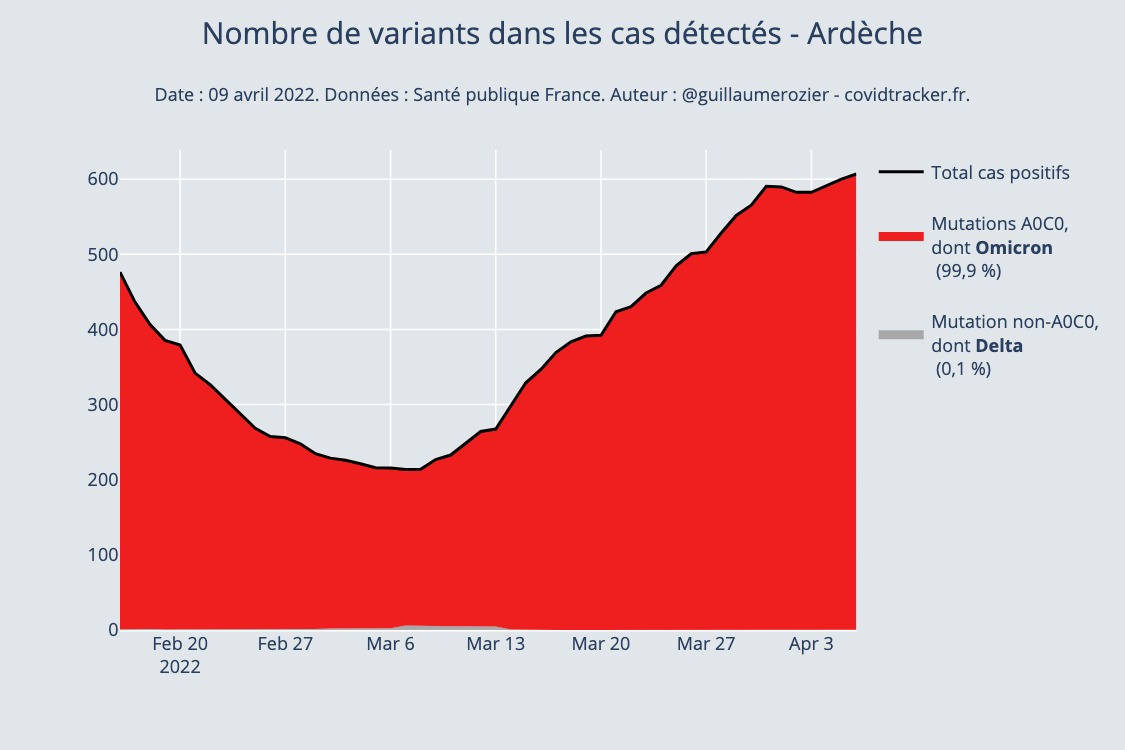 Nombre de variants dans les cas détectés - Ardèche
Date : 09 avril 2022. Données : Santé publique France. Auteur : @guillaumerozier - covidtracker.fr.
600
500
400
300
200
100
0
Feb 20
2022
Feb 27
Mar 6
Mar 13
Mar 20
Mar 27
Apr 3
Total cas positifs
Mutations A0C0,
dont Omicron
(99,9 %)
Mutation non-A0C0,
dont Delta
(0,1 %)